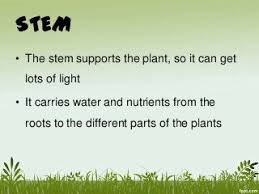 STEM
• The stem supports the plant, so it can get
lots of light
• It carries water and nutrients from the
roots to the different parts of the plants